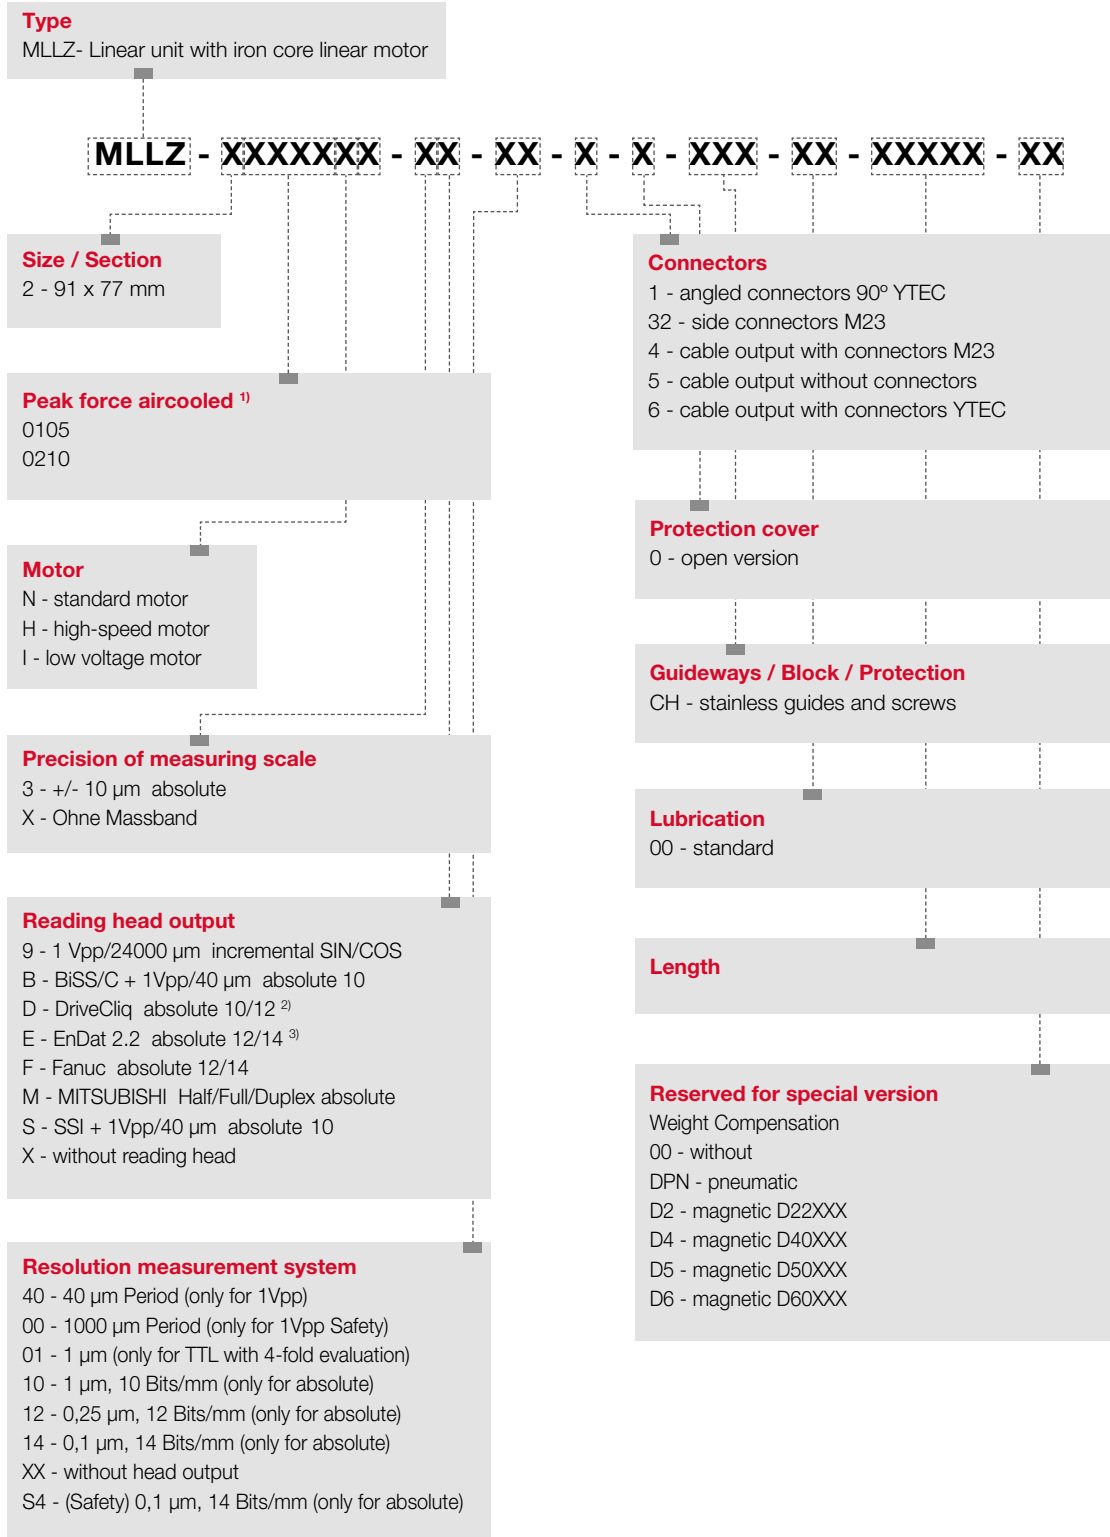 Type
MLLZ- Linear unit with iron core linear motor
MLLZ - XXXXXXXX - XX - XX - X - X - XXX - XX - XXXXX - XX
Size / Section
2 - 91 x 77 mm
Peak force aircooled 1)
0105
0210
Motor
N - standard motor
H - high-speed motor
I - low voltage motor
Precision of measuring scale
3 - +/- 10 µm absolute
X - Ohne Massband
Reading head output
9 - 1 Vpp/24000 µm incremental SIN/COS
B - BiSS/C + 1Vpp/40 µm absolute 10
D - DriveCliq absolute 10/12 2)
E - EnDat 2.2 absolute 12/14 3)
F - Fanuc absolute 12/14
M - MITSUBISHI Half/Full/Duplex absolute
S - SSI + 1Vpp/40 µm absolute 10
X - without reading head
Resolution measurement system
40 - 40 µm Period (only for 1Vpp)
00 - 1000 µm Period (only for 1Vpp Safety)
01 - 1 µm (only for TTL with 4-fold evaluation)
10 - 1 µm, 10 Bits/mm (only for absolute)
12 - 0,25 µm, 12 Bits/mm (only for absolute)
14 - 0,1 µm, 14 Bits/mm (only for absolute)
XX - without head output
S4 - (Safety) 0,1 µm, 14 Bits/mm (only for absolute)
Connectors
1 - angled connectors 90º YTEC
32 - side connectors M23
4 - cable output with connectors M23
5 - cable output without connectors
6 - cable output with connectors YTEC
Protection cover
0 - open version
Guideways / Block / Protection
CH - stainless guides and screws
Lubrication
00 - standard
Length
Reserved for special version
Weight Compensation
00 - without
DPN - pneumatic
D2 - magnetic D22XXX
D4 - magnetic D40XXX
D5 - magnetic D50XXX
D6 - magnetic D60XXX